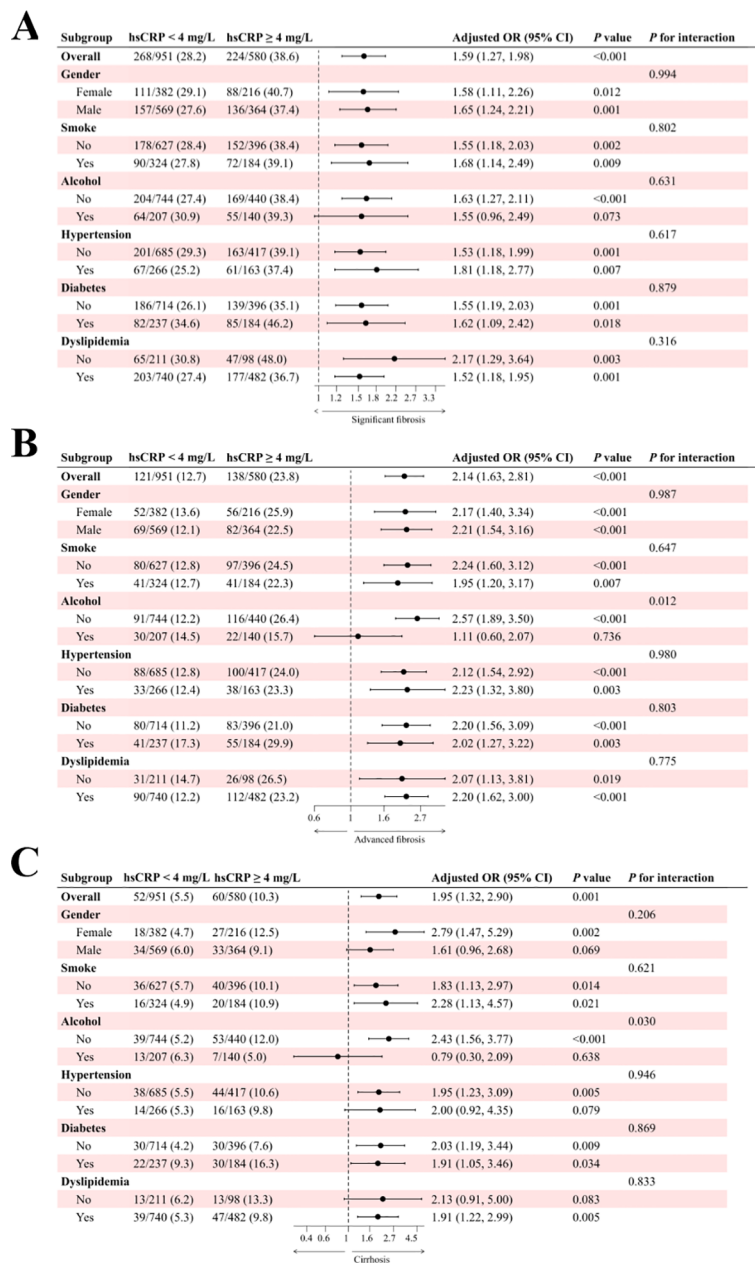 A
Subgroup hsCRP < 4 mg/L hsCRP ≥ 4 mg/L Adjusted OR (95% CI) P value P for interaction
Overall 268/951 (28.2) 224/580 (38.6) 1.59 (1.27, 1.98) <0.001
Gender 0.994
Female 111/382 (29.1) 88/216 (40.7) 1.58 (1.11, 2.26) 0.012
Male 157/569 (27.6) 136/364 (37.4) 1.65 (1.24, 2.21) 0.001
Smoke 0.802
No 178/627 (28.4) 152/396 (38.4) 1.55 (1.18, 2.03) 0.002
Yes 90/324 (27.8) 72/184 (39.1) 1.68 (1.14, 2.49) 0.009
Alcohol 0.631
No 204/744 (27.4) 169/440 (38.4) 1.63 (1.27, 2.11) <0.001
Yes 64/207 (30.9) 55/140 (39.3) 1.55 (0.96, 2.49) 0.073
Hypertension 0.617
No 201/685 (29.3) 163/417 (39.1) 1.53 (1.18, 1.99) 0.001
Yes 67/266 (25.2) 61/163 (37.4) 1.81 (1.18, 2.77) 0.007
Diabetes 0.879
No 186/714 (26.1) 139/396 (35.1) 1.55 (1.19, 2.03) 0.001
Yes 82/237 (34.6) 85/184 (46.2) 1.62 (1.09, 2.42) 0.018
Dyslipidemia 0.316
No 65/211 (30.8) 47/98 (48.0) 2.17 (1.29, 3.64) 0.003
Yes 203/740 (27.4) 177/482 (36.7) 1.52 (1.18, 1.95) 0.001
1 1.2 1.5 1.8 2.2 2.7 3.3
Significant fibrosis
B
Subgroup hsCRP < 4 mg/L hsCRP ≥ 4 mg/L Adjusted OR (95% CI) P value P for interaction
Overall 121/951 (12.7) 138/580 (23.8) 2.14 (1.63, 2.81) <0.001
Gender 0.987
Female 52/382 (13.6) 56/216 (25.9) 2.17 (1.40, 3.34) <0.001
Male 69/569 (12.1) 82/364 (22.5) 2.21 (1.54, 3.16) <0.001
Smoke 0.647
No 80/627 (12.8) 97/396 (24.5) 2.24 (1.60, 3.12) <0.001
Yes 41/324 (12.7) 41/184 (22.3) 1.95 (1.20, 3.17) 0.007
Alcohol 0.012
No 91/744 (12.2) 116/440 (26.4) 2.57 (1.89, 3.50) <0.001
Yes 30/207 (14.5) 22/140 (15.7) 1.11 (0.60, 2.07) 0.736
Hypertension 0.980
No 88/685 (12.8) 100/417 (24.0) 2.12 (1.54, 2.92) <0.001
Yes 33/266 (12.4) 38/163 (23.3) 2.23 (1.32, 3.80) 0.003
Diabetes 0.803
No 80/714 (11.2) 83/396 (21.0) 2.20 (1.56, 3.09) <0.001
Yes 41/237 (17.3) 55/184 (29.9) 2.02 (1.27, 3.22) 0.003
Dyslipidemia 0.775
No 31/211 (14.7) 26/98 (26.5) 2.07 (1.13, 3.81) 0.019
Yes 90/740 (12.2) 112/482 (23.2) 2.20 (1.62, 3.00) <0.001
0.6 1 1.6 2.7
Advanced fibrosis
C
Subgroup hsCRP < 4 mg/L hsCRP ≥ 4 mg/L Adjusted OR (95% CI) P value P for interaction
Overall 52/951 (5.5) 60/580 (10.3) 1.95 (1.32, 2.90) 0.001
Gender 0.206
Female 18/382 (4.7) 27/216 (12.5) 2.79 (1.47, 5.29) 0.002
Male 34/569 (6.0) 33/364 (9.1) 1.61 (0.96, 2.68) 0.069
Smoke 0.621
No 36/627 (5.7) 40/396 (10.1) 1.83 (1.13, 2.97) 0.014
Yes 16/324 (4.9) 20/184 (10.9) 2.28 (1.13, 4.57) 0.021
Alcohol 0.030
No 39/744 (5.2) 53/440 (12.0) 2.43 (1.56, 3.77) <0.001
Yes 13/207 (6.3) 7/140 (5.0) 0.79 (0.30, 2.09) 0.638
Hypertension 0.946
No 38/685 (5.5) 44/417 (10.6) 1.95 (1.23, 3.09) 0.005
Yes 14/266 (5.3) 16/163 (9.8) 2.00 (0.92, 4.35) 0.079
Diabetes 0.869
No 30/714 (4.2) 30/396 (7.6) 2.03 (1.19, 3.44) 0.009
Yes 22/237 (9.3) 30/184 (16.3) 1.91 (1.05, 3.46) 0.034
Dyslipidemia 0.833
No 13/211 (6.2) 13/98 (13.3) 2.13 (0.91, 5.00) 0.083
Yes 39/740 (5.3) 47/482 (9.8) 1.91 (1.22, 2.99) 0.005
0.4 0.6 1 1.6 2.7 4.5
Cirrhosis